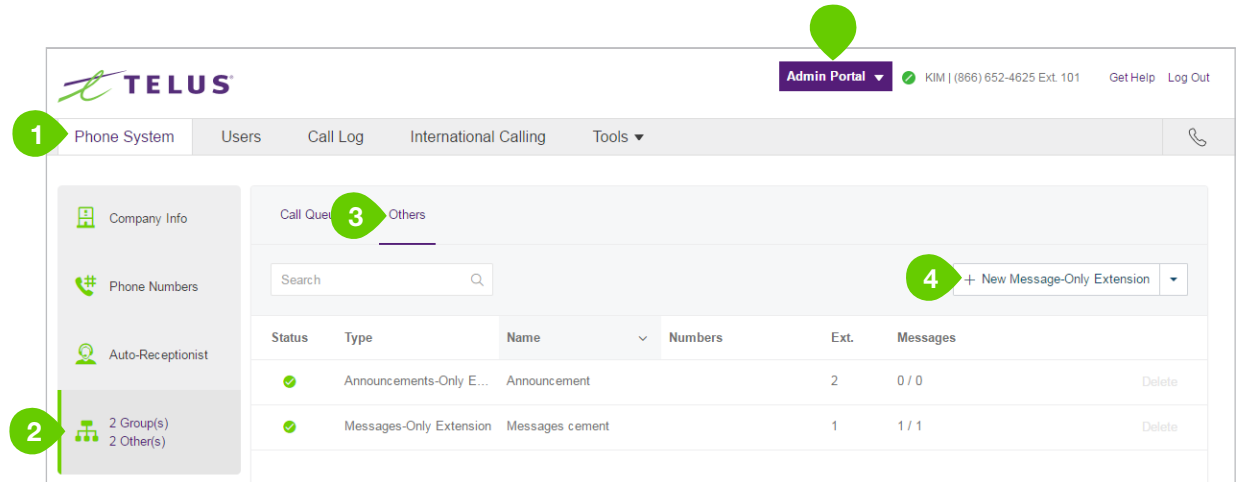 TELUS
Admin Portal
KIM | (866) 652-4625 Ext. 101
Get Help
Log Out
1
Phone System
Users
Call Log
International Calling
Tools
Company Info
Phone Numbers
Auto-Receptionist
2
2 Group(s)
2 Other(s)
Call Queu
3
Others
Search
4
+ New Message-Only Extension
Status Type Name Numbers Ext. Messages
Announcements-Only E... Announcement 2 0 / 0 Delete
Messages-Only Extension Messages cement 1 1 / 1 Delete